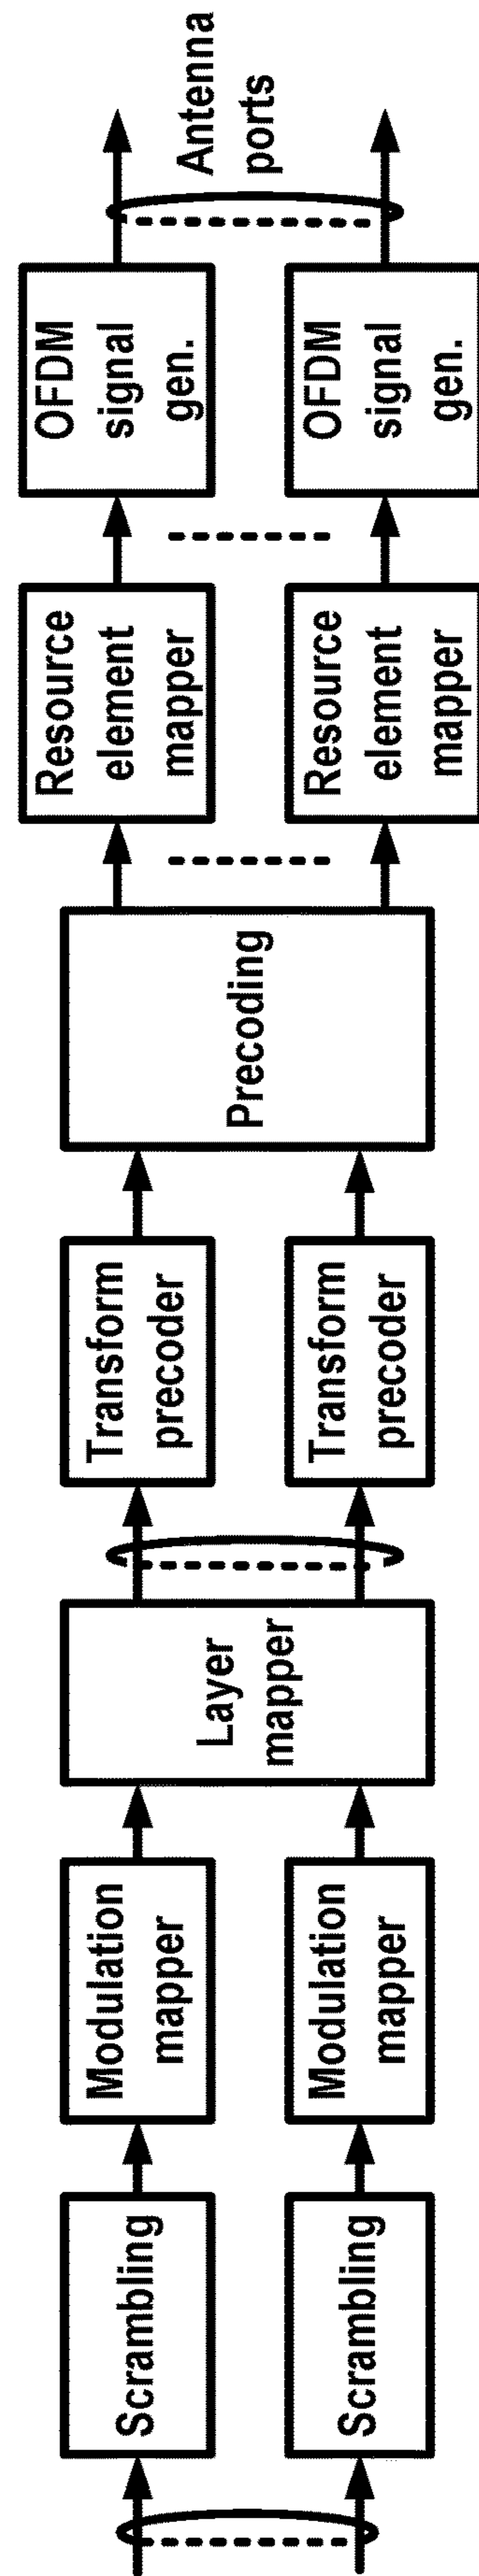 Scrambling
Scrambling
Modulation
mapper
Modulation
mapper
Layer
mapper
Transform
precoder
Transform
precoder
Precoding
Resource
element
mapper
Resource
element
mapper
OFDM
signal
gen.
OFDM
signal
gen.
Antenna
ports